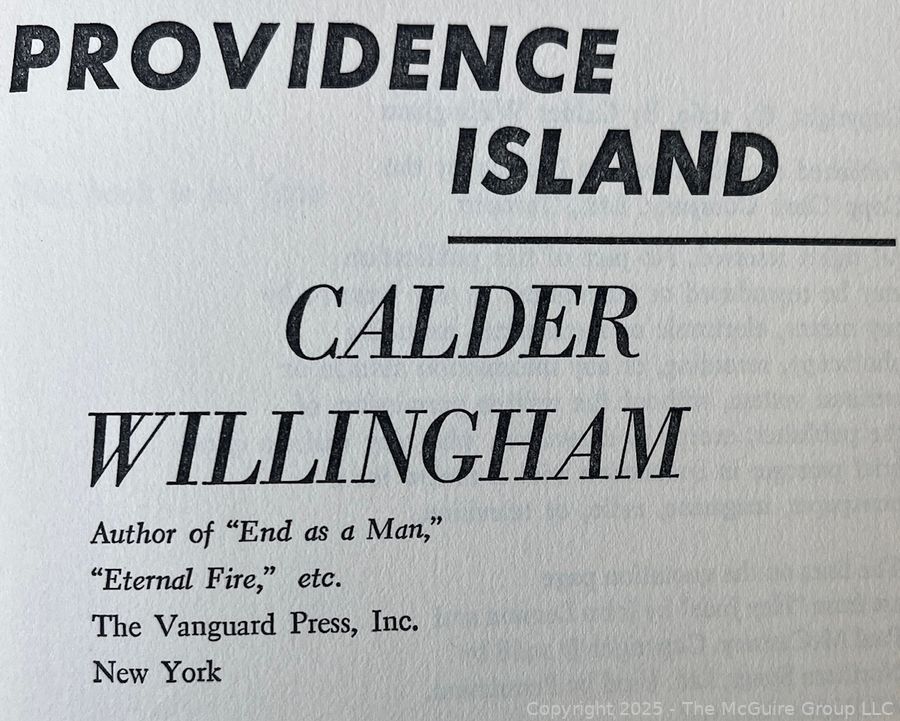 PROVIDENCE
ISLAND
CALDER
WILLINGHAM
Author of “End as a Man,”
“Eternal Fire,” etc.
The Vanguard Press, Inc.
New York
Copyright 2025 - The McGuire Group LLC